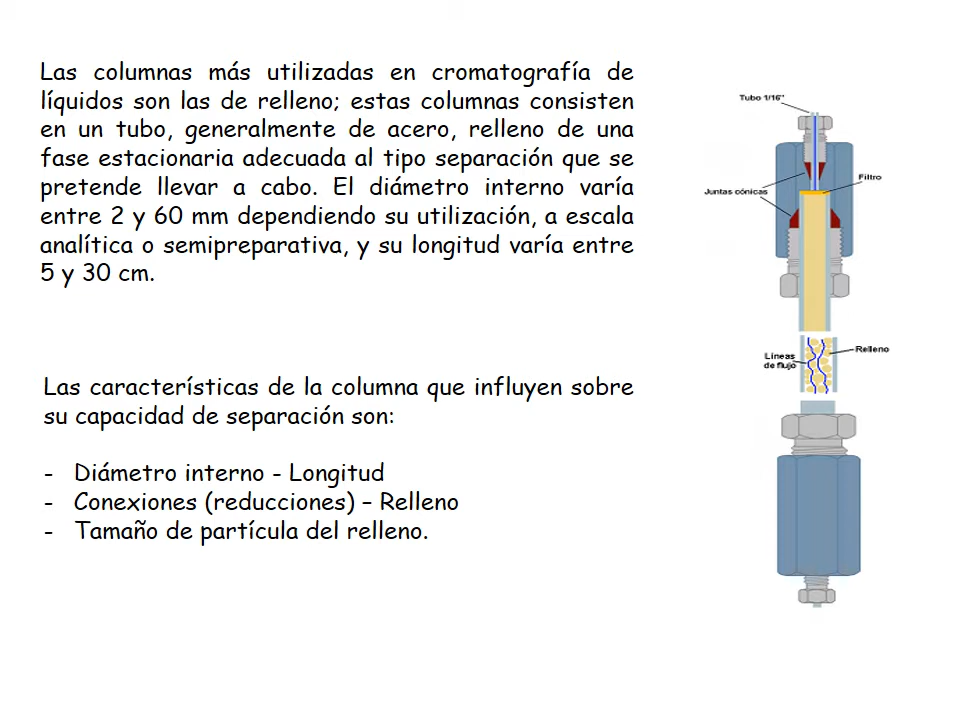 Las columnas más utilizadas en cromatografía de
líquidos son las de relleno; estas columnas consisten
en un tubo, generalmente de acero, relleno de una
fase estacionaria adecuada al tipo separación que se
pretende llevar a cabo. El diámetro interno varía
entre 2 y 60 mm dependiendo su utilización, a escala
analítica o semipreparativa, y su longitud varía entre
5 y 30 cm.
Las características de la columna que influyen sobre
su capacidad de separación son:
- Diámetro interno - Longitud
- Conexiones (reducciones) – Relleno
- Tamaño de partícula del relleno.
Tubo 1/16"
Filtro
Juntas cónicas
Relleno
Líneas
de flujo